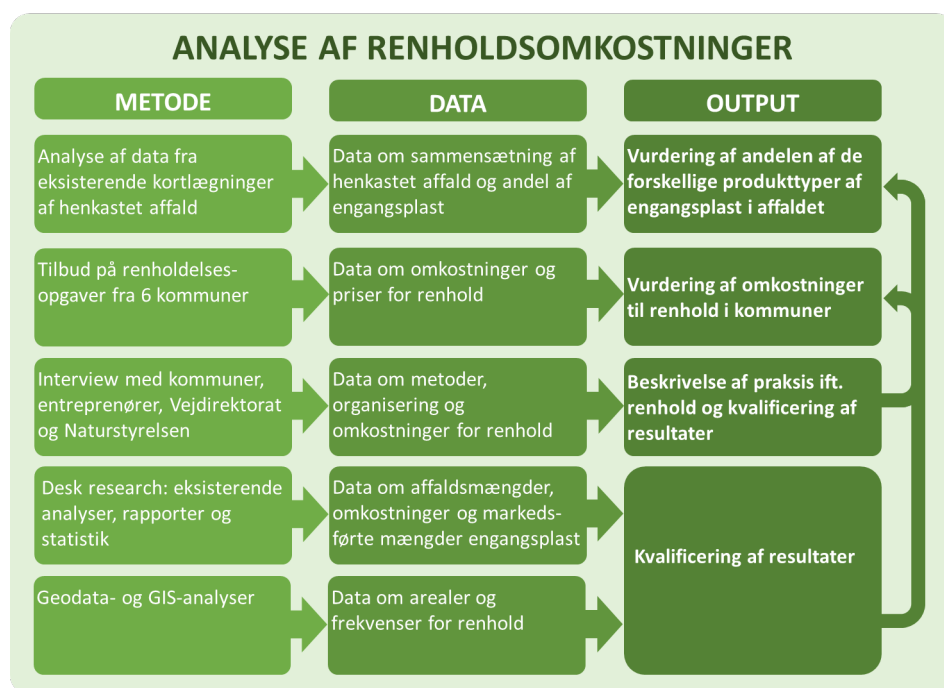 ANALYSE AF RENHOLDSOMKOSTNINGER
METODE
DATA
OUTPUT
Analyse af data fra
eksisterende kortlægninger
af henkastet affald
Data om sammensætning af
henkastet affald og andel af
engangsplast
Vurdering af andelen af de
forskellige produkttyper af
engangsplast i affaldet
Tilbud på renholdelses-
opgaver fra 6 kommuner
Data om omkostninger og
priser for renhold
Vurdering af omkostninger
til renhold i kommuner
Interview med kommuner,
entreprenører, Vejdirektorat
og Naturstyrelsen
Data om metoder,
organisering og
omkostninger for renhold
Beskrivelse af praksis ift.
renhold og kvalificering af
resultater
Desk research: eksisterende
analyser, rapporter og
statistik
Data om affaldsmængder,
omkostninger og markeds-
førte mængder engangsplast
Kvalificering af resultater
Geodata- og GIS-analyser
Data om arealer og
frekvenser for renhold